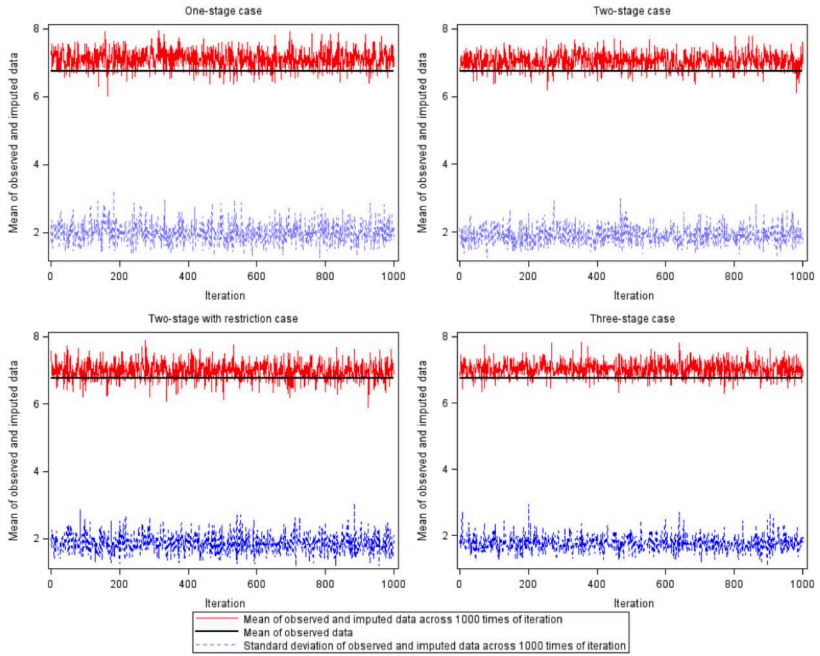 One-stage case
Mean of observed and imputed data
8
6
4
2
0
200
400
600
800
1000
Iteration
Two-stage case
Mean of observed and imputed data
8
6
4
2
0
200
400
600
800
1000
Iteration
Two-stage with restriction case
Mean of observed and imputed data
8
6
4
2
0
200
400
600
800
1000
Iteration
Three-stage case
Mean of observed and imputed data
8
6
4
2
0
200
400
600
800
1000
Iteration
Mean of observed and imputed data across 1000 times of iteration
Mean of observed data
Standard deviation of observed and imputed data across 1000 times of iteration